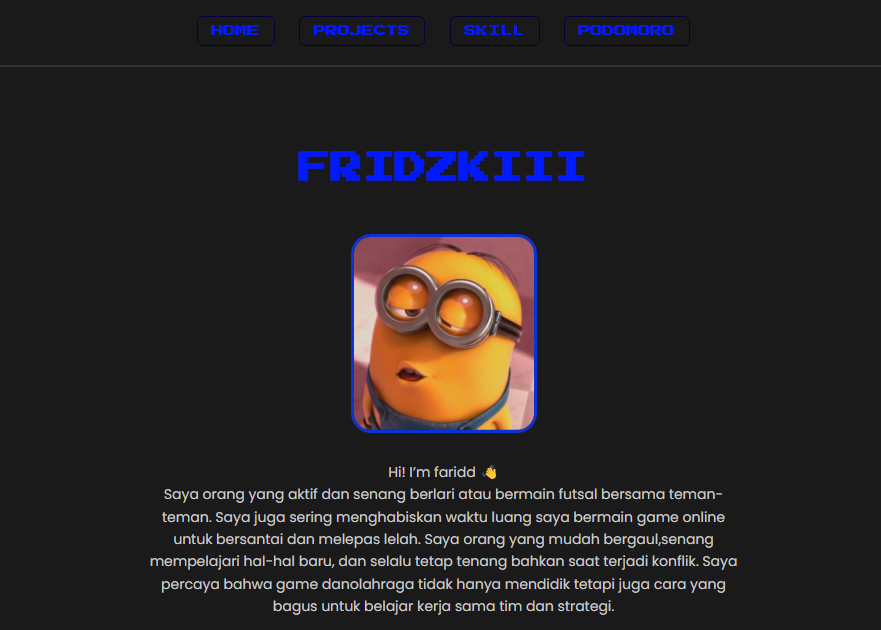 HOME PROJECTS SKILL PODOMORO
FRIDZKIII
Hi! I'm faridd 👋
Saya orang yang aktif dan senang berlari atau bermain futsal bersama teman-
teman. Saya juga sering menghabiskan waktu luang saya bermain game online
untuk bersantai dan melepas lelah. Saya orang yang mudah bergaul,senang
mempelajari hal-hal baru, dan selalu tetap tenang bahkan saat terjadi konflik. Saya
percaya bahwa game danolahraga tidak hanya mendidik tetapi juga cara yang
bagus untuk belajar kerja sama tim dan strategi.